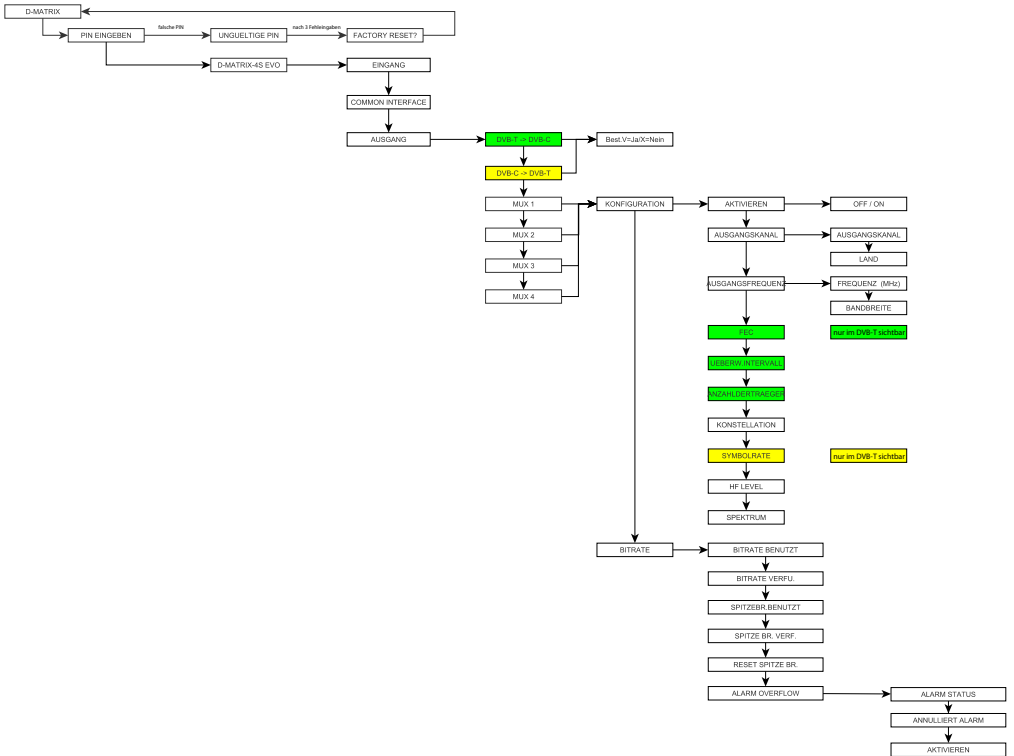 D-MATRIX
falsche PIN
nach 3 Fehleingaben
PIN EINGEBEN
UNGUELTIGE PIN
FACTORY RESET?
D-MATRIX-4S EVO
EINGANG
COMMON INTERFACE
AUSGANG
DVB-T -> DVB-C
Best.V=Ja/X=Nein
DVB-C -> DVB-T
MUX 1
KONFIGURATION
AKTIVIEREN
OFF / ON
MUX 2
AUSGANGSKANAL
AUSGANGSKANAL
LAND
MUX 3
AUSGANGSFREQUENZ
FREQUENZ (MHz)
MUX 4
BANDBREITE
FEC
nur im DVB-T sichtbar
UEBERW.INTERVALL
ANZAHLDERTRAEGER
KONSTELLATION
SYMBOLRATE
nur im DVB-T sichtbar
HF LEVEL
SPEKTRUM
BITRATE
BITRATE BENUTZT
BITRATE VERFU.
SPITZEBR.BENUTZT
SPITZE BR. VERF.
RESET SPITZE BR.
ALARM OVERFLOW
ALARM STATUS
ANNULLIERT ALARM
AKTIVIEREN